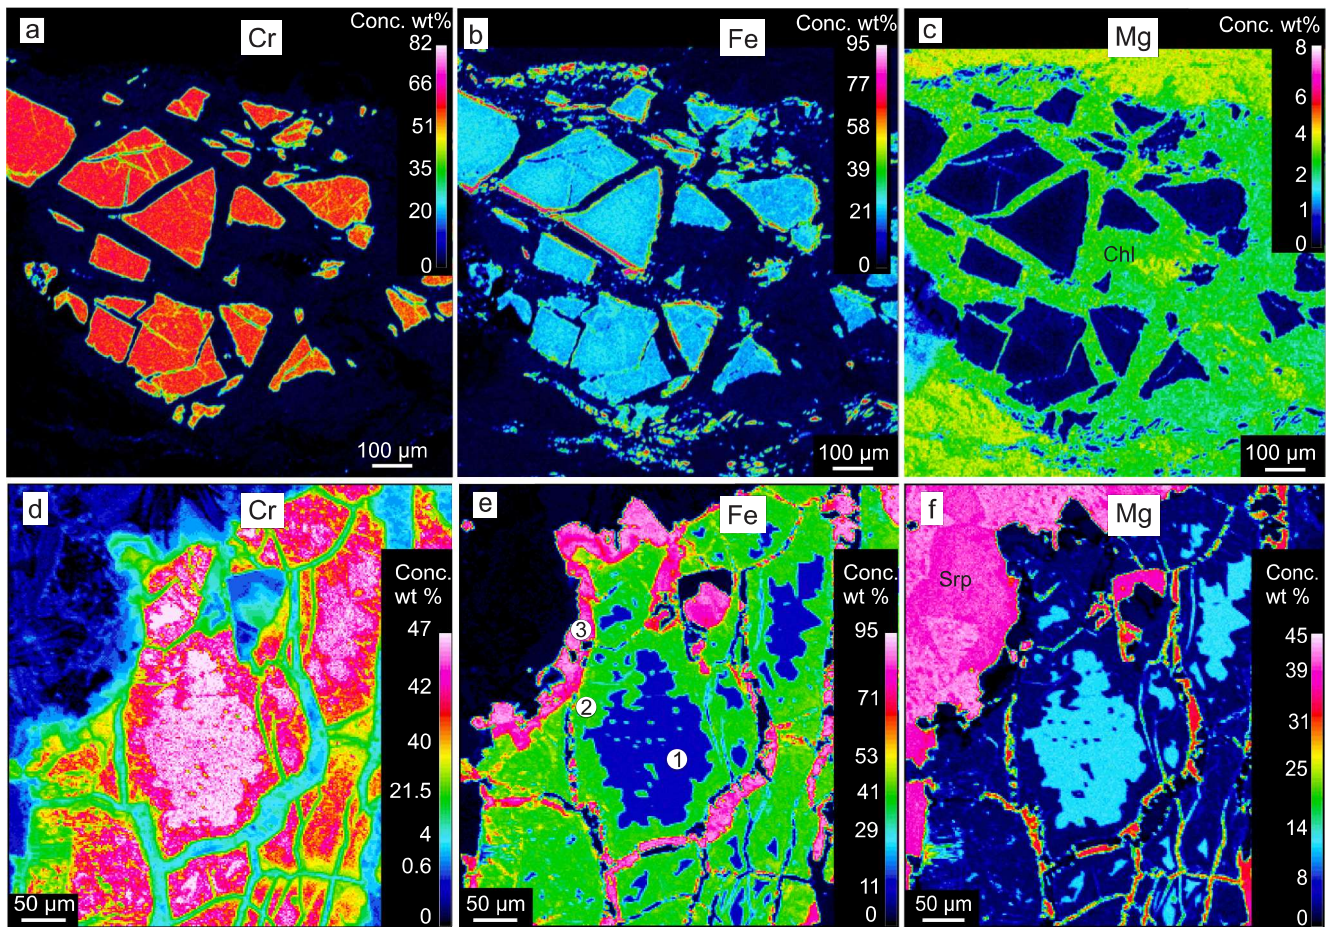 a
Cr
Conc. wt%
82
66
51
35
20
0
100 µm
b
Fe
Conc. wt%
95
77
58
39
21
0
100 µm
c
Mg
Conc. wt%
8
6
4
2
1
0
Chl
100 µm
d
Cr
Conc.
wt %
47
42
40
21.5
4
0.6
0
50 µm
e
Fe
Conc.
wt %
95
71
53
41
29
11
0
3
2
1
50 µm
f
Mg
Srp
Conc.
wt %
45
39
31
25
14
8
0
50 µm